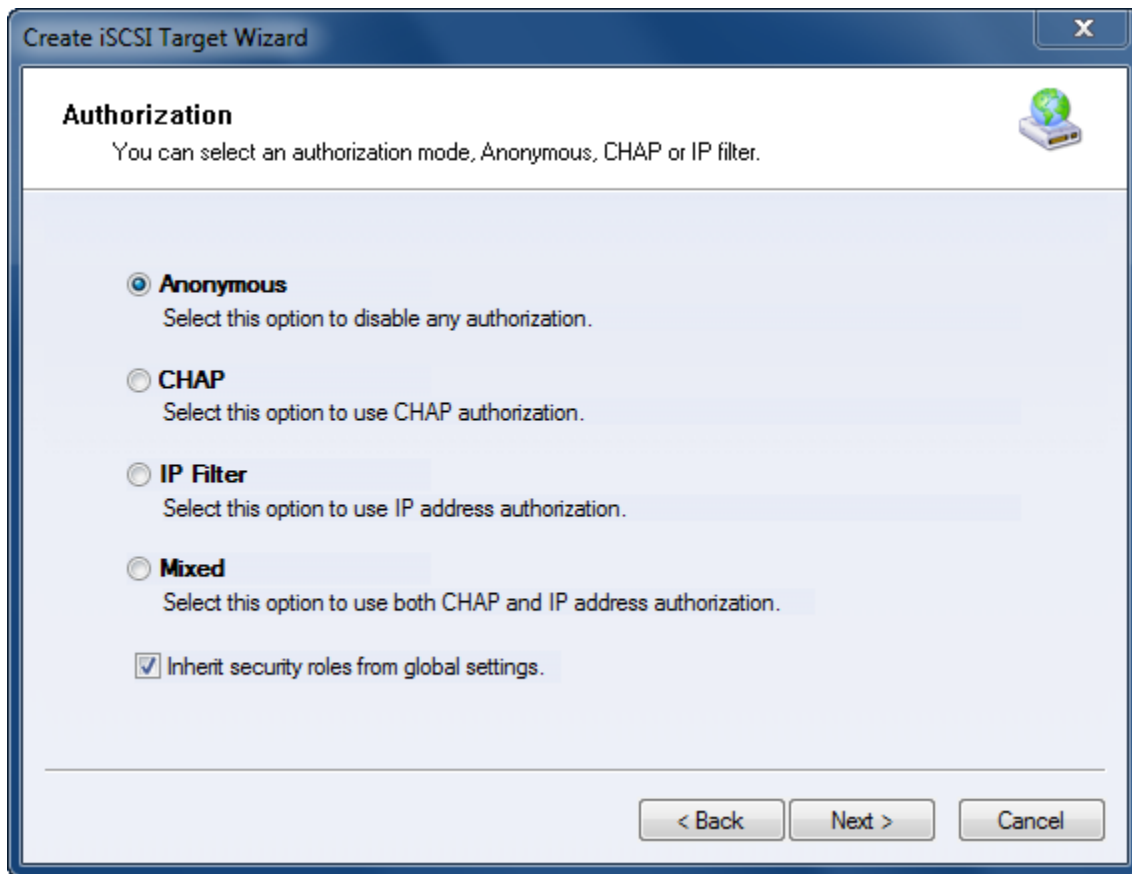 Create iSCSI Target Wizard
X
Authorization
You can select an authorization mode, Anonymous, CHAP or IP filter.
Anonymous
Select this option to disable any authorization.
CHAP
Select this option to use CHAP authorization.
IP Filter
Select this option to use IP address authorization.
Mixed
Select this option to use both CHAP and IP address authorization.
Inherit security roles from global settings.
< Back Next > Cancel